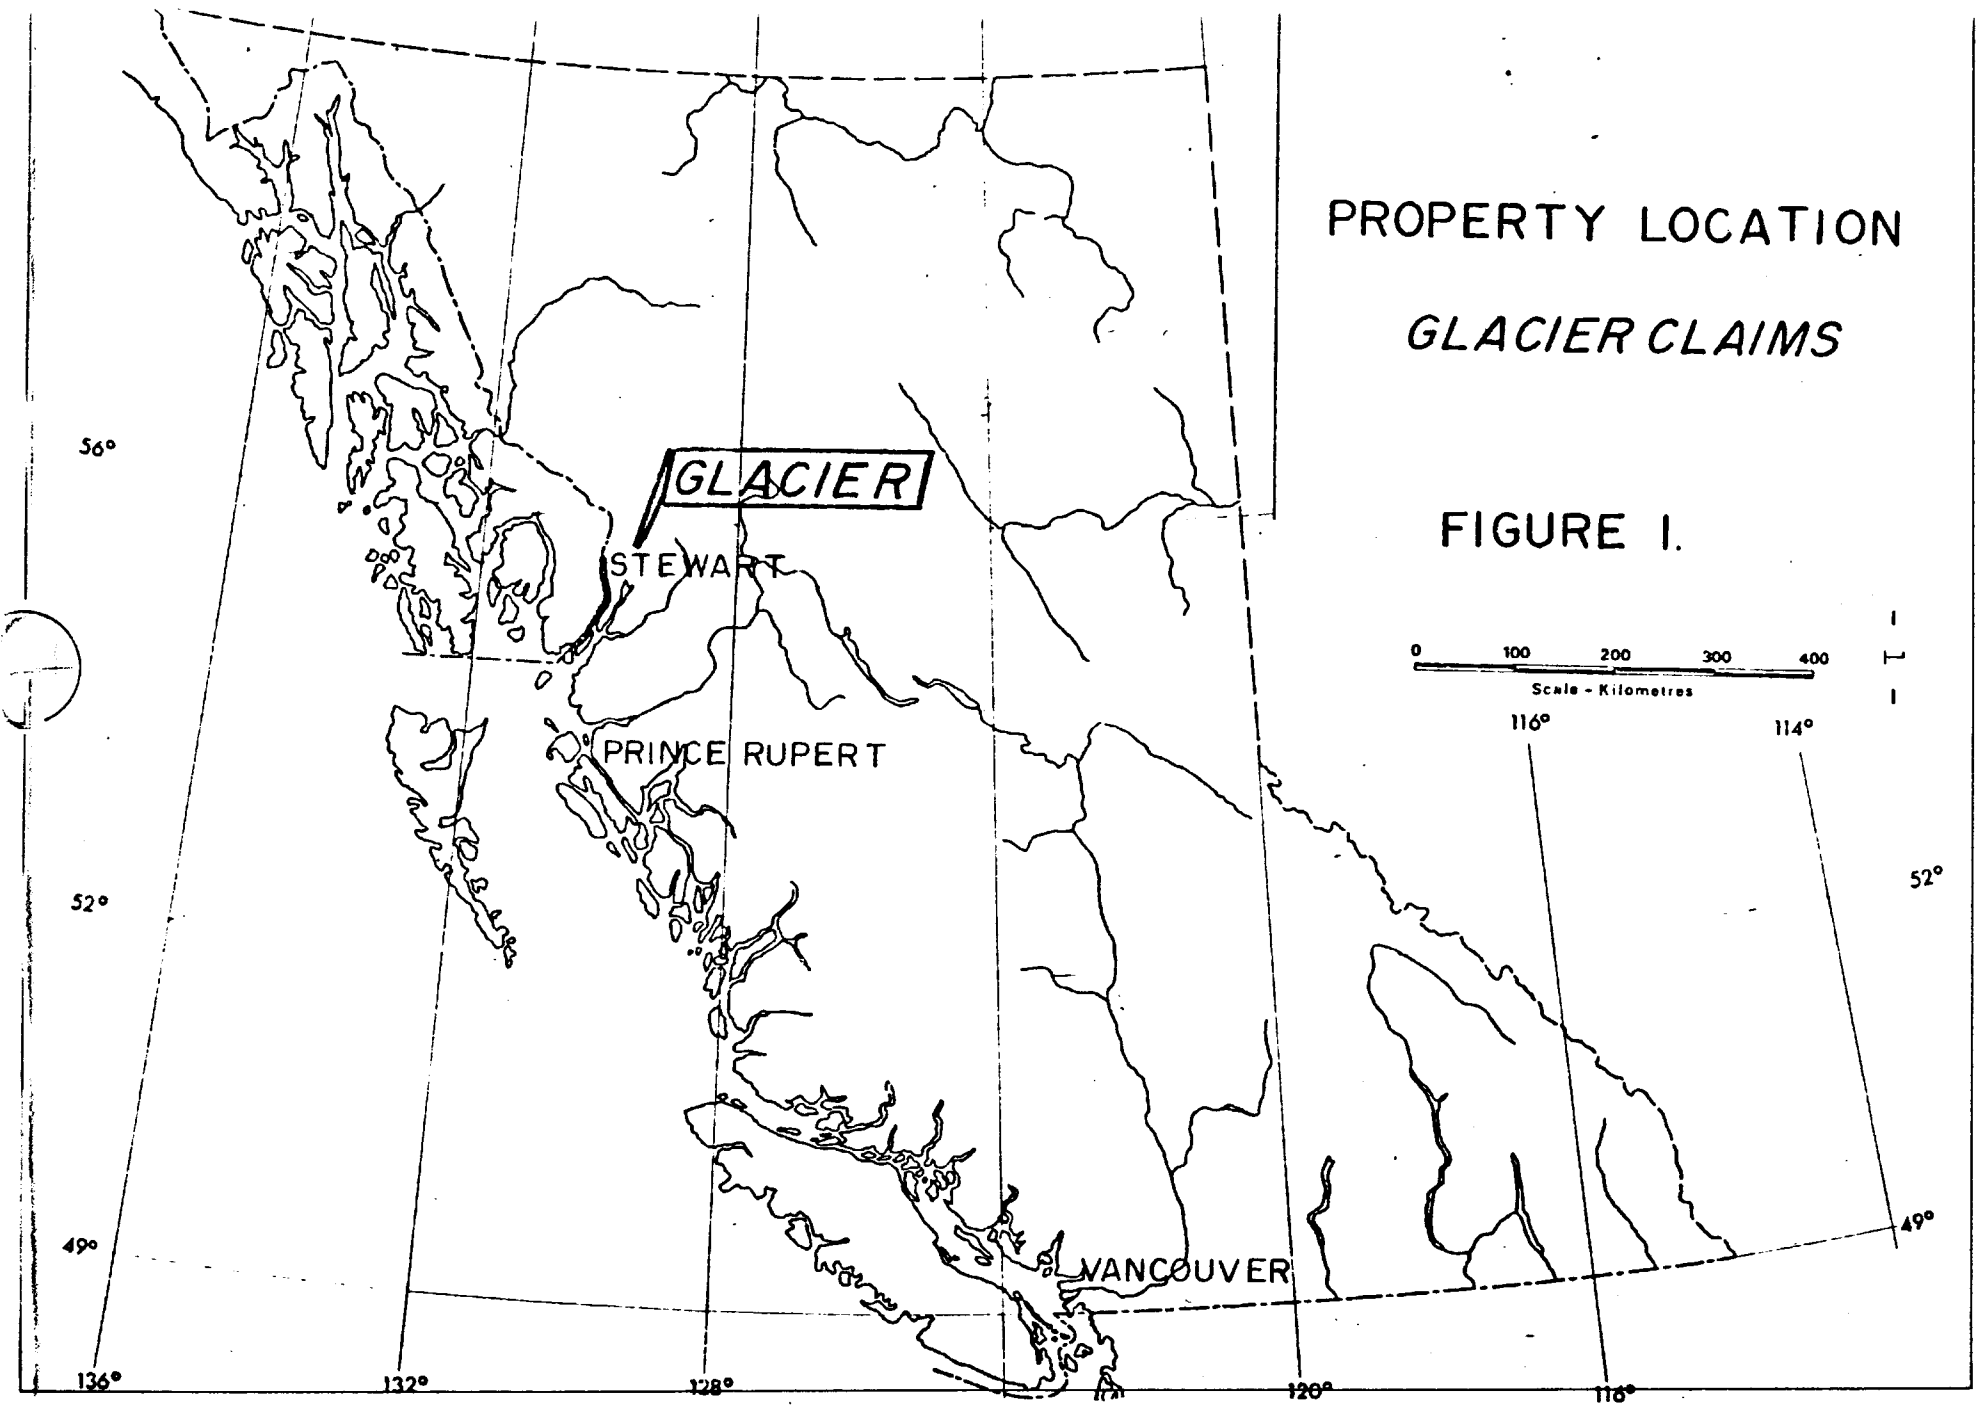 PROPERTY LOCATION
GLACIER CLAIMS
56°
GLACIER
FIGURE 1.
STEWART
0 100 200 300 400
Scale - Kilometres
116° 114°
PRINCE RUPERT
52°
52°
49°
49°
VANCOUVER
136° 132° 128° 120° 116°